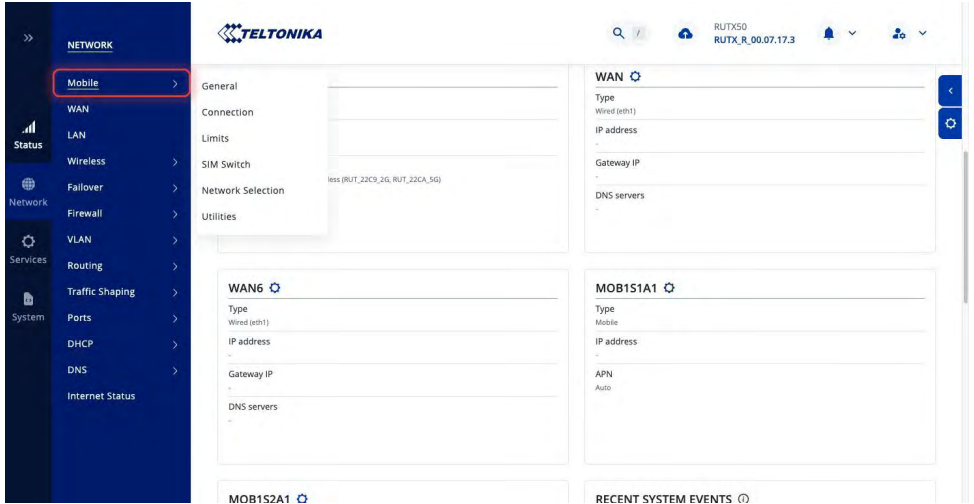 TELTONIKA
/
RUTX50
RUTX_R_00.07.17.3
Status
Network
Services
System
NETWORK
Mobile
WAN
LAN
Wireless
Failover
Firewall
VLAN
Routing
Traffic Shaping
Ports
DHCP
DNS
Internet Status
General
Connection
Limits
SIM Switch
Network Selection
Utilities
less (RUT_22C9_2G, RUT_22CA_5G)
WAN
Type
Wired (eth1)
IP address
-
Gateway IP
-
DNS servers
-
WAN6
Type
Wired (eth1)
IP address
-
Gateway IP
-
DNS servers
-
MOB1S1A1
Type
Mobile
IP address
-
APN
Auto
MOB1S2A1
RECENT SYSTEM EVENTS